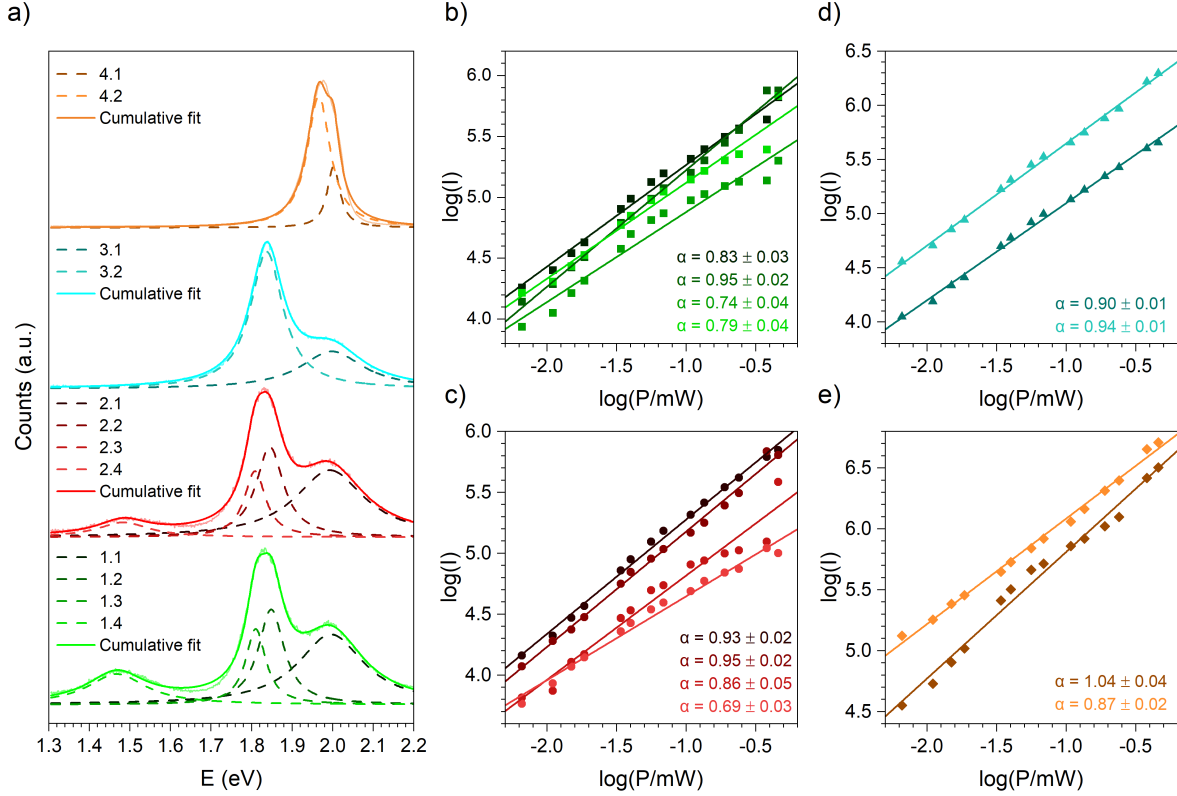 a)
4.1
4.2
Cumulative fit
3.1
3.2
Cumulative fit
2.1
2.2
2.3
2.4
Cumulative fit
1.1
1.2
1.3
1.4
Cumulative fit
Counts (a.u.)
1.3 1.4 1.5 1.6 1.7 1.8 1.9 2.0 2.1 2.2
E (eV)
b)
log(I)
6.0
5.5
5.0
4.5
4.0
α = 0.83 ± 0.03
α = 0.95 ± 0.02
α = 0.74 ± 0.04
α = 0.79 ± 0.04
-2.0 -1.5 -1.0 -0.5
log(P/mW)
d)
log(I)
6.5
6.0
5.5
5.0
4.5
4.0
α = 0.90 ± 0.01
α = 0.94 ± 0.01
-2.0 -1.5 -1.0 -0.5
log(P/mW)
c)
log(I)
6.0
5.5
5.0
4.5
4.0
α = 0.93 ± 0.02
α = 0.95 ± 0.02
α = 0.86 ± 0.05
α = 0.69 ± 0.03
-2.0 -1.5 -1.0 -0.5
log(P/mW)
e)
log(I)
6.5
6.0
5.5
5.0
4.5
α = 1.04 ± 0.04
α = 0.87 ± 0.02
-2.0 -1.5 -1.0 -0.5
log(P/mW)